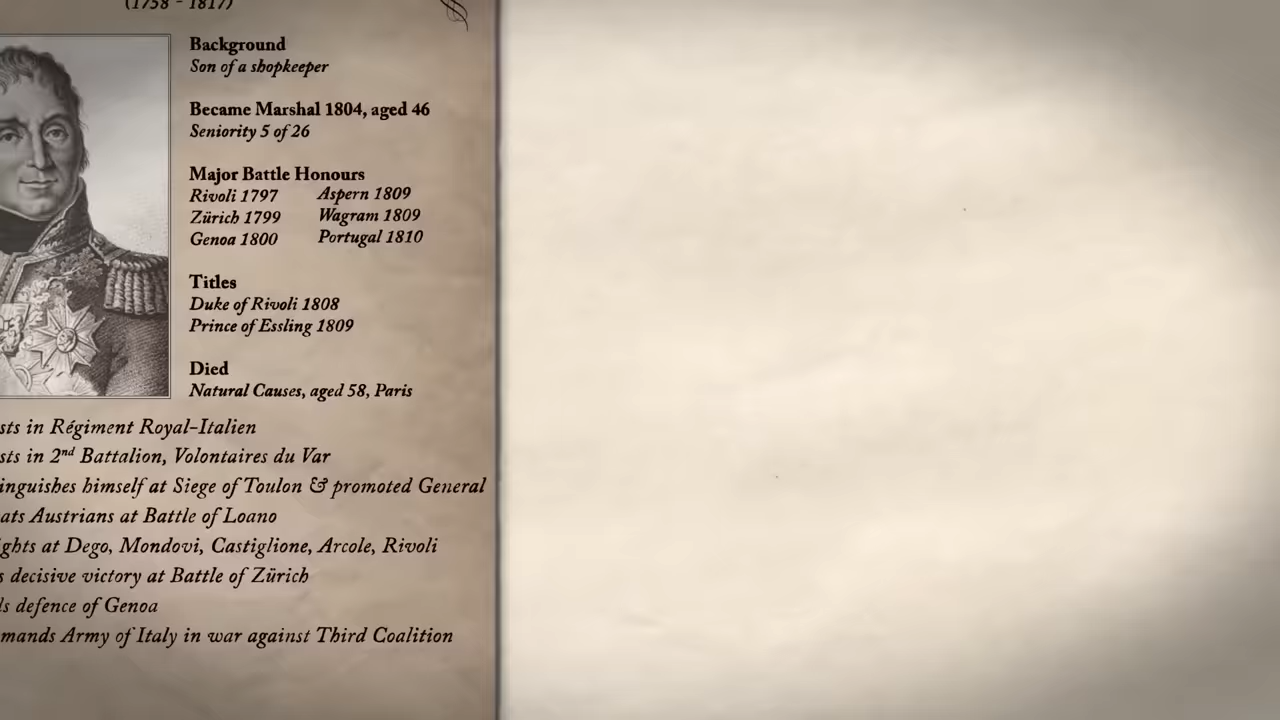 (1758 - 1817)
Background
Son of a shopkeeper
Became Marshal 1804, aged 46
Seniority 5 of 26
Major Battle Honours
Rivoli 1797 Aspern 1809
Zürich 1799 Wagram 1809
Genoa 1800 Portugal 1810
Titles
Duke of Rivoli 1808
Prince of Essling 1809
Died
Natural Causes, aged 58, Paris
sts in Régiment Royal-Italien
sts in 2nd Battalion, Volontaires du Var
inguishes himself at Siege of Toulon & promoted General
ats Austrians at Battle of Loano
ghts at Dego, Mondovi, Castiglione, Arcole, Rivoli
s decisive victory at Battle of Zürich
ds defence of Genoa
mands Army of Italy in war against Third Coalition